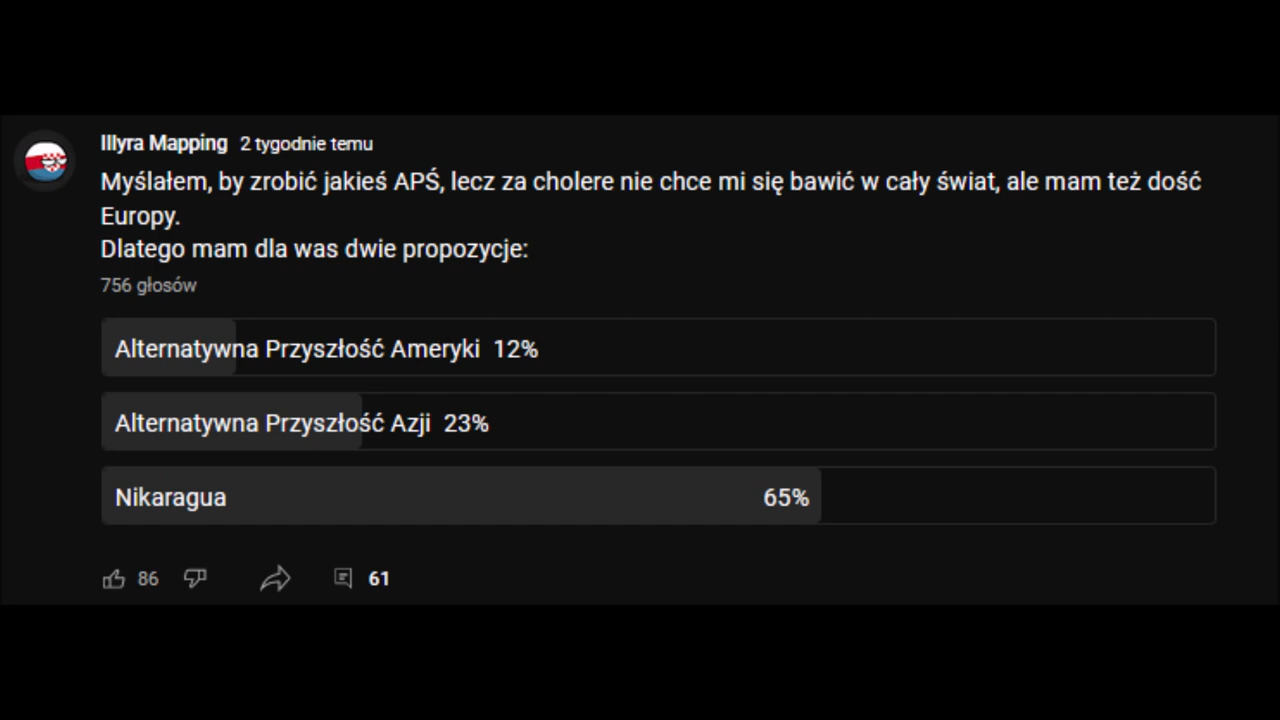 Illyra Mapping 2 tygodnie temu
Myślałem, by zrobić jakieś APŚ, lecz za cholere nie chce mi się bawić w cały świat, ale mam też dość
Europy.
Dlatego mam dla was dwie propozycje:
756 głosów
Alternatywna Przyszłość Ameryki 12%
Alternatywna Przyszłość Azji 23%
Nikaragua 65%
86 61